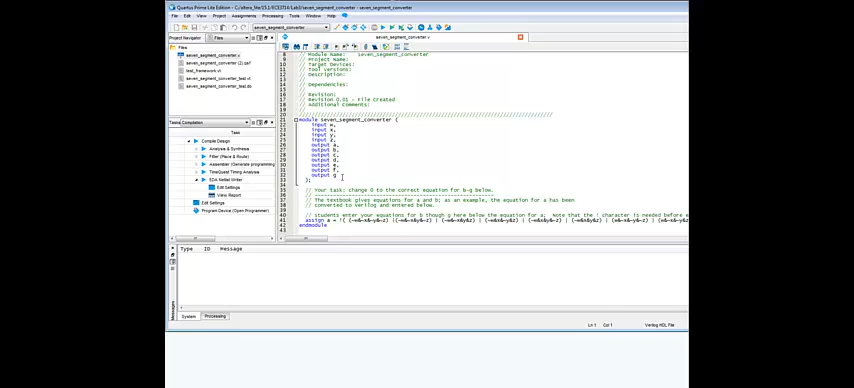 Quartus Prime Lite Edition - C:/altera_lite/15.1/ECE3714/Lab3/seven_segment_converter - seven_segment_converter
File Edit View Project Assignments Processing Tools Window Help
seven_segment_converter
Project Navigator Files
seven_segment_converter.v
Files
seven_segment_converter.v
seven_segment_converter (2).qsf
test_framework.vt
seven_segment_converter_test.vt
seven_segment_converter_test.do
Tasks Compilation
Task
Compile Design
Analysis & Synthesis
Fitter (Place & Route)
Assembler (Generate programming
TimeQuest Timing Analysis
EDA Netlist Writer
Edit Settings
View Report
Edit Settings
Program Device (Open Programmer)
8 // Module Name: seven_segment_converter
9 // Project Name:
10 // Target Devices:
11 // Tool versions:
12 // Description:
13 //
14 // Dependencies:
15 //
16 // Revision:
17 // Revision 0.01 - File Created
18 // Additional Comments:
19 //
20
21 module seven_segment_converter (
22 input w,
23 input x,
24 input y,
25 input z,
26 output a,
27 output b,
28 output c,
29 output d,
30 output e,
31 output f,
32 output g
33 );
34
35 // Your task: change 0 to the correct equation for b-g below.
36
37 // The textbook gives equations for a and b; as an example, the equation for a has been
38 // converted to verilog and entered below.
39
40 // students enter your equations for b though g here below the equation for a; Note that the ! character is needed before e
41 assign a = !(
42 endmodule
43
Type ID Message
Messages
System Processing
Ln 1 Col 1 Verilog HDL File